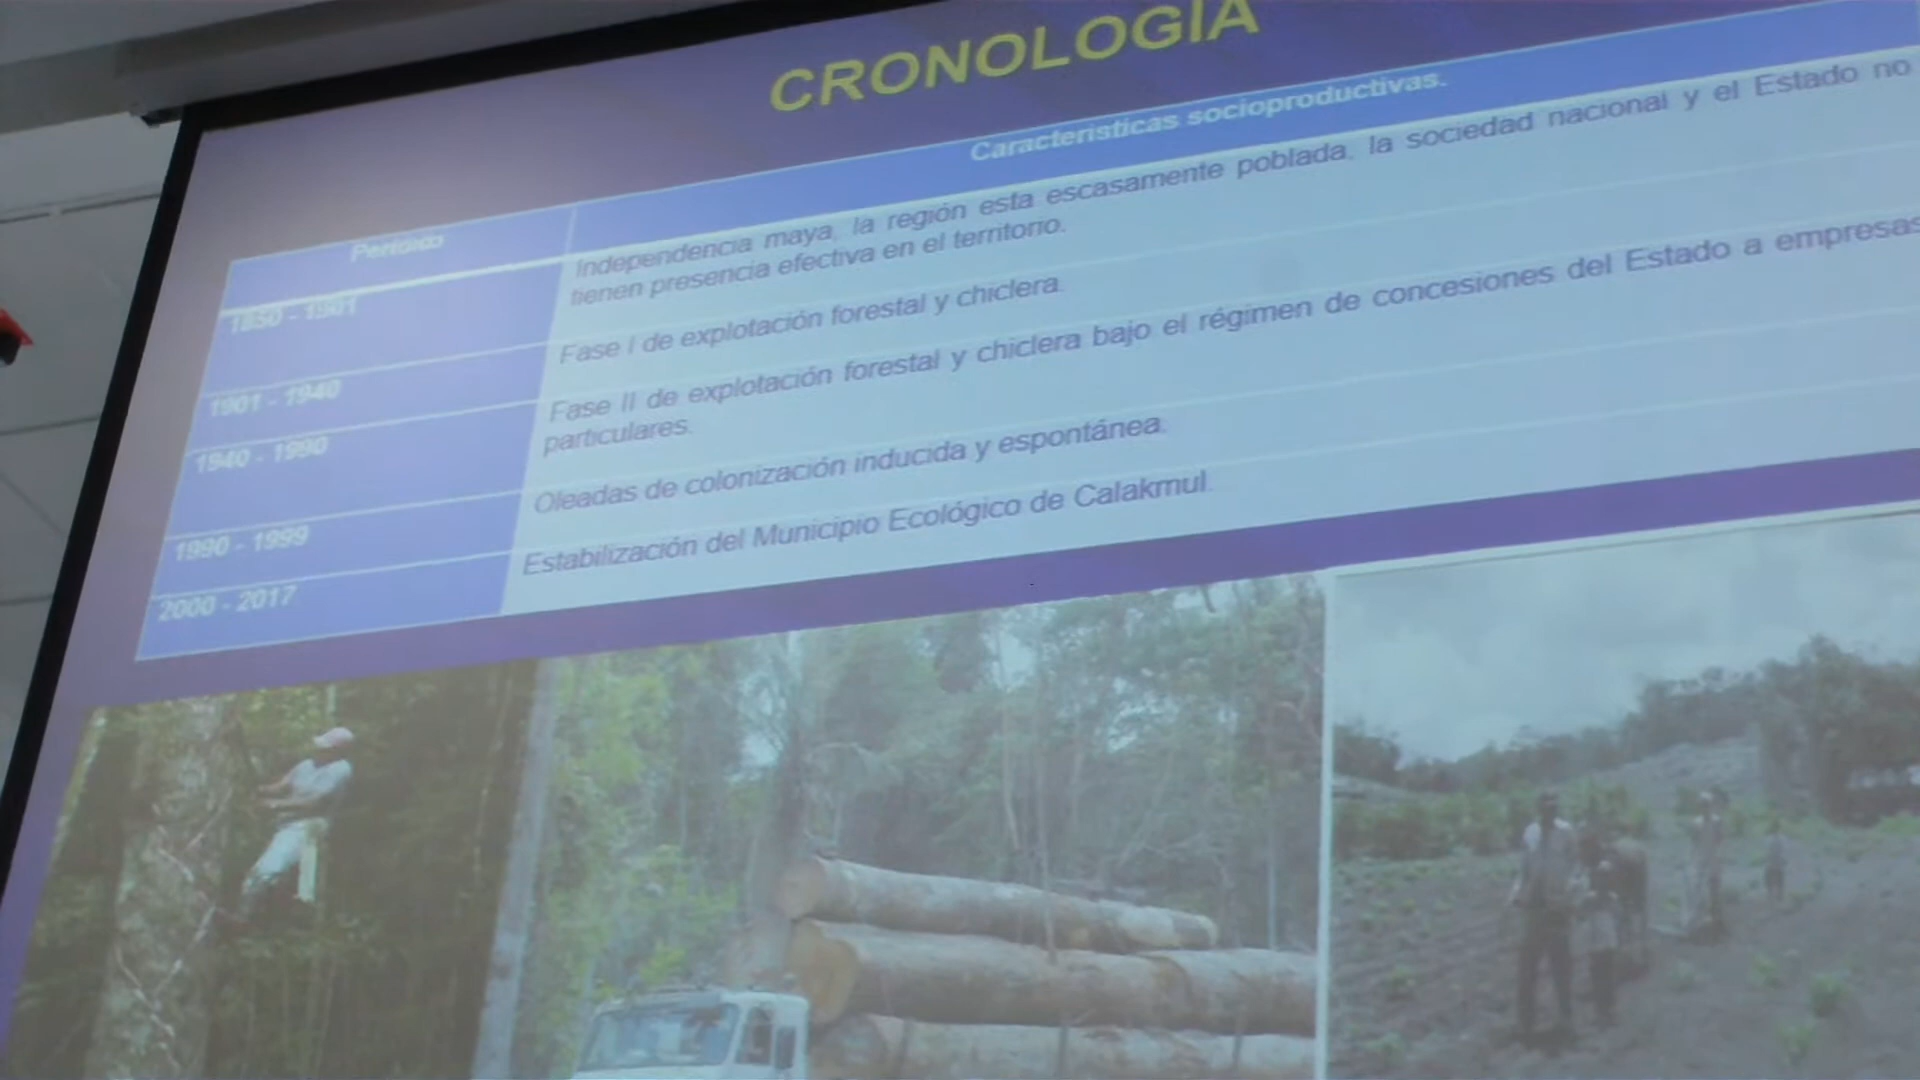 CRONOLOGÍA
Periodo
Características socioproductivas.
1850 - 1901
Independencia maya, la región esta escasamente poblada, la sociedad nacional y el Estado no
tienen presencia efectiva en el territorio.
1901 - 1940
Fase I de explotación forestal y chiclera.
1940 - 1990
Fase II de explotación forestal y chiclera bajo el régimen de concesiones del Estado a empresas
particulares.
1990 - 1999
Oleadas de colonización inducida y espontánea.
2000 - 2017
Estabilización del Municipio Ecológico de Calakmul.